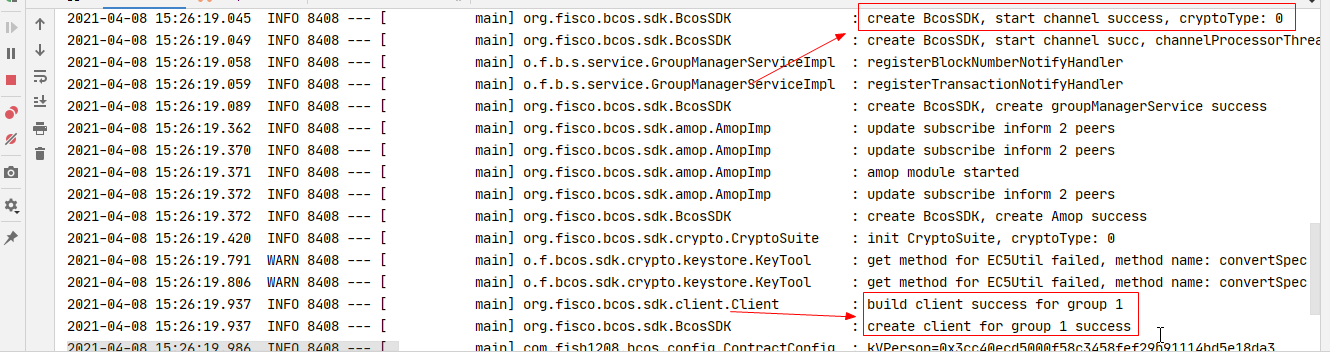 2021-04-08 15:26:19.045  INFO 8408 --- [           main] org.fisco.bcos.sdk.BcosSDK               : create BcosSDK, start channel success, cryptoType: 0
2021-04-08 15:26:19.049  INFO 8408 --- [           main] org.fisco.bcos.sdk.BcosSDK               : create BcosSDK, start channel succ, channelProcessorThrea
2021-04-08 15:26:19.058  INFO 8408 --- [           main] o.f.b.s.service.GroupManagerServiceImpl  : registerBlockNumberNotifyHandler
2021-04-08 15:26:19.059  INFO 8408 --- [           main] o.f.b.s.service.GroupManagerServiceImpl  : registerTransactionNotifyHandler
2021-04-08 15:26:19.089  INFO 8408 --- [           main] org.fisco.bcos.sdk.BcosSDK               : create BcosSDK, create groupManagerService success
2021-04-08 15:26:19.362  INFO 8408 --- [           main] org.fisco.bcos.sdk.amop.AmopImp          : update subscribe inform 2 peers
2021-04-08 15:26:19.370  INFO 8408 --- [           main] org.fisco.bcos.sdk.amop.AmopImp          : update subscribe inform 2 peers
2021-04-08 15:26:19.371  INFO 8408 --- [           main] org.fisco.bcos.sdk.amop.AmopImp          : amop module started
2021-04-08 15:26:19.372  INFO 8408 --- [           main] org.fisco.bcos.sdk.amop.AmopImp          : update subscribe inform 2 peers
2021-04-08 15:26:19.372  INFO 8408 --- [           main] org.fisco.bcos.sdk.BcosSDK               : create BcosSDK, create Amop success
2021-04-08 15:26:19.420  INFO 8408 --- [           main] org.fisco.bcos.sdk.crypto.CryptoSuite    : init CryptoSuite, cryptoType: 0
2021-04-08 15:26:19.791  WARN 8408 --- [           main] o.f.bcos.sdk.crypto.keystore.KeyTool     : get method for EC5Util failed, method name: convertSpec
2021-04-08 15:26:19.806  WARN 8408 --- [           main] o.f.bcos.sdk.crypto.keystore.KeyTool     : get method for EC5Util failed, method name: convertSpec
2021-04-08 15:26:19.937  INFO 8408 --- [           main] org.fisco.bcos.sdk.client.Client         : build client success for group 1
2021-04-08 15:26:19.937  INFO 8408 --- [           main] org.fisco.bcos.sdk.BcosSDK               : create client for group 1 success
2021-04-08 15:26:19.986  INFO 8408 --- [           main] com.fish1208.bcos.config.ContractConfig  :